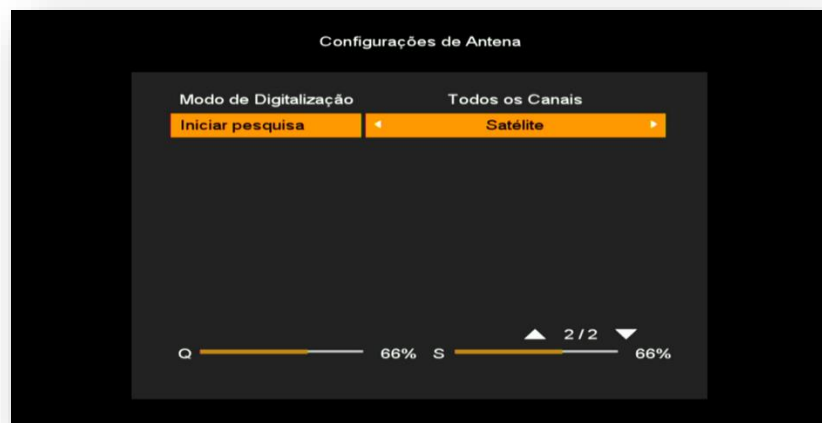 Configurações de Antena
Modo de Digitalização Todos os Canais
Iniciar pesquisa Satélite
2/2
Q 66% S 66%